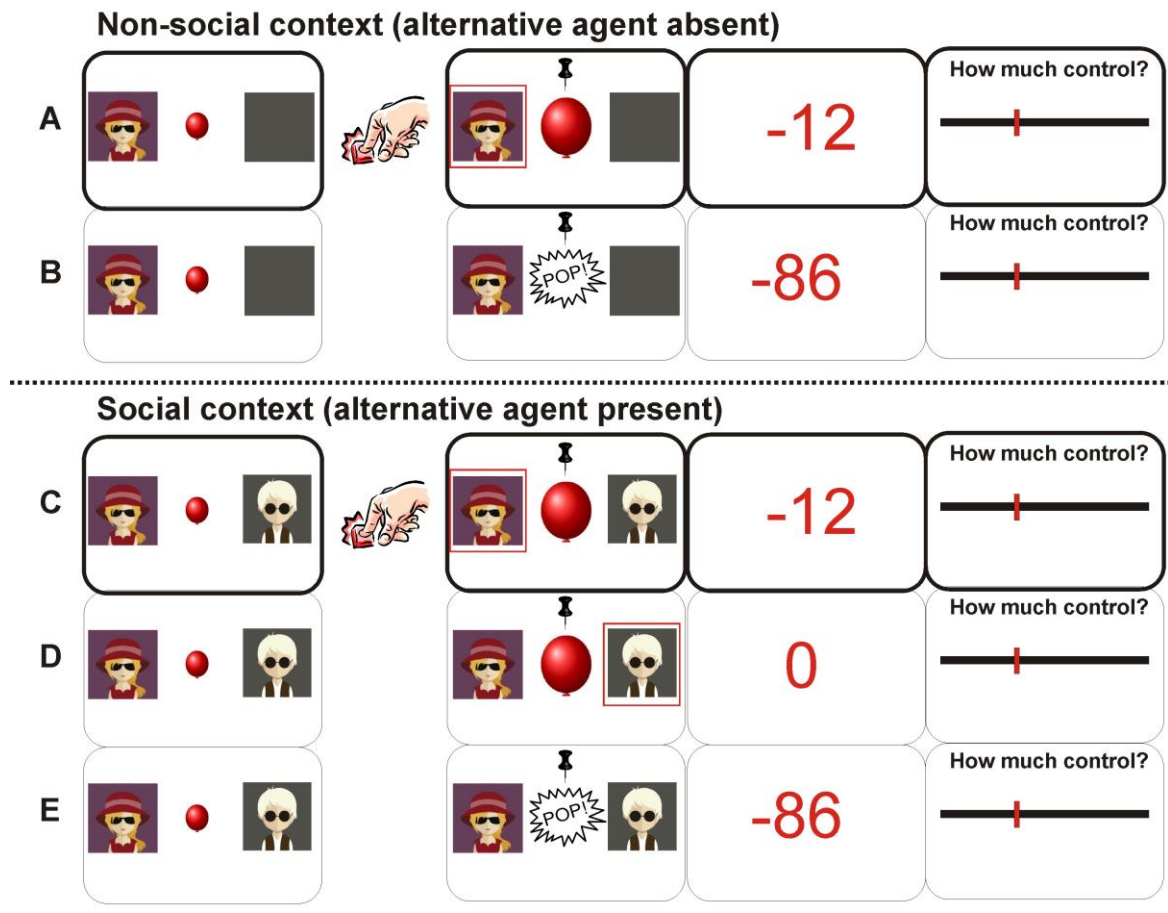 Non-social context (alternative agent absent)
A
-12
How much control?
B
POP!
-86
How much control?
Social context (alternative agent present)
C
-12
How much control?
D
0
How much control?
E
POP!
-86
How much control?